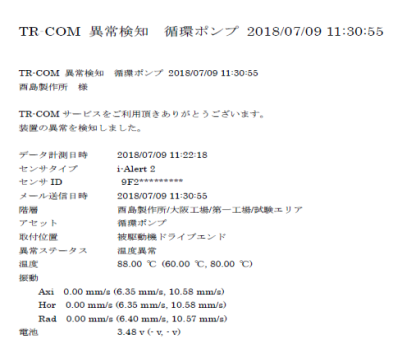 TR-COM 異常検知　循環ポンプ 2018/07/09 11:30:55
TR-COM 異常検知　循環ポンプ 2018/07/09 11:30:55
酉島製作所　様
TR-COM サービスをご利用頂きありがとうございます。
装置の異常を検知しました。
データ計測日時　2018/07/09 11:22:18
センサタイプ　i-Alert 2
センサ ID　9F2*********
メール送信日時　2018/07/09 11:30:55
階層　酉島製作所/大阪工場/第一工場/試験エリア
アセット　循環ポンプ
取付位置　被駆動機ドライブエンド
異常ステータス　温度異常
温度　88.00 ℃ (60.00 ℃, 80.00 ℃)
振動
Axi 0.00 mm/s (6.35 mm/s, 10.58 mm/s)
Hor 0.00 mm/s (6.35 mm/s, 10.58 mm/s)
Rad 0.00 mm/s (6.40 mm/s, 10.57 mm/s)
電池　3.48 v (- v, - v)